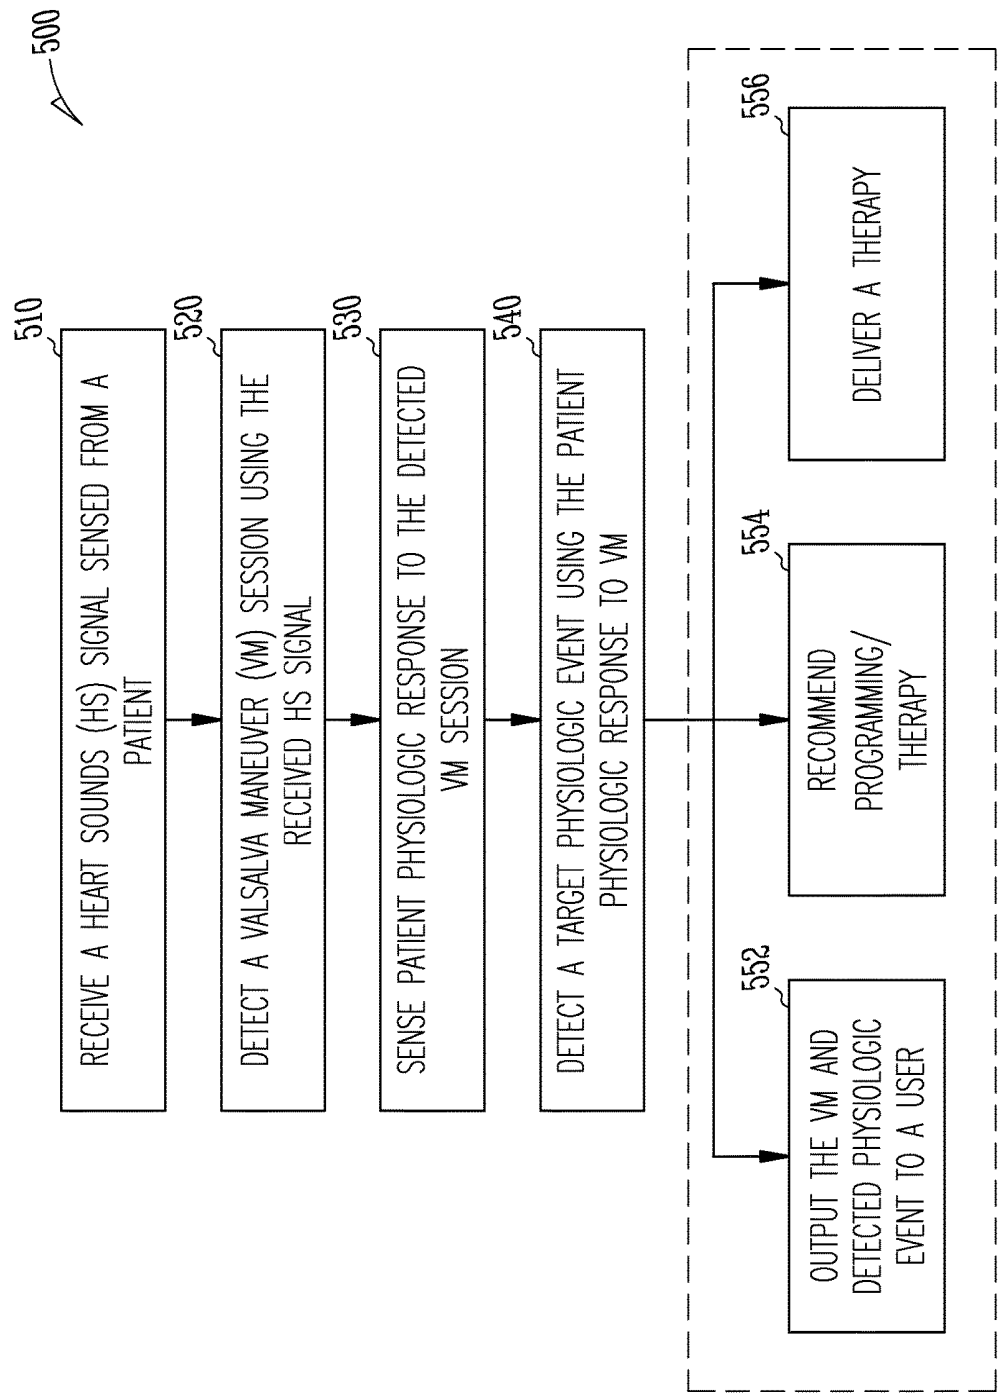 500
510
RECEIVE A HEART SOUNDS (HS) SIGNAL SENSED FROM A
PATIENT
520
DETECT A VALSALVA MANEUVER (VM) SESSION USING THE
RECEIVED HS SIGNAL
530
SENSE PATIENT PHYSIOLOGIC RESPONSE TO THE DETECTED
VM SESSION
540
DETECT A TARGET PHYSIOLOGIC EVENT USING THE PATIENT
PHYSIOLOGIC RESPONSE TO VM
552
OUTPUT THE VM AND
DETECTED PHYSIOLOGIC
EVENT TO A USER
554
RECOMMEND
PROGRAMMING/
THERAPY
556
DELIVER A THERAPY